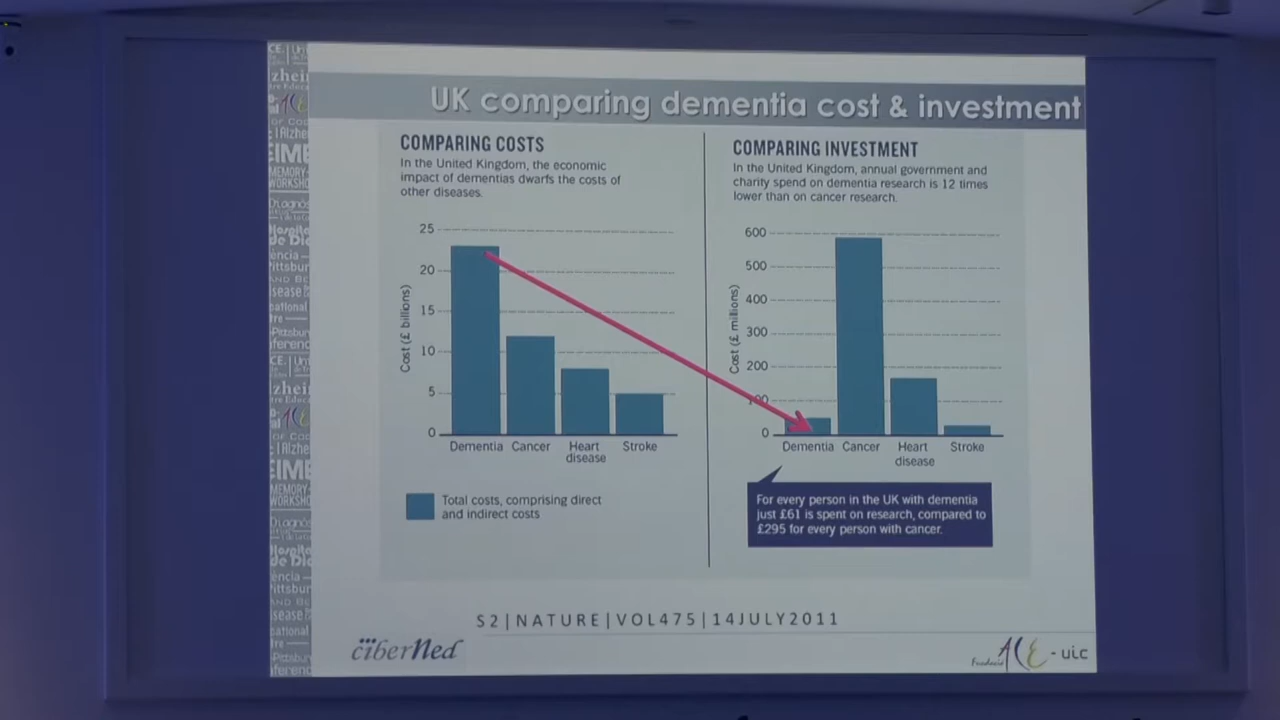 UK comparing dementia cost & investment
COMPARING COSTS
In the United Kingdom, the economic
impact of dementias dwarfs the costs of
other diseases.
25
20
15
10
5
0
Cost (£ billions)
Dementia
Cancer
Heart
disease
Stroke
Total costs, comprising direct
and indirect costs
COMPARING INVESTMENT
In the United Kingdom, annual government and
charity spend on dementia research is 12 times
lower than on cancer research.
600
500
400
300
200
100
0
Cost (£ millions)
Dementia
Cancer
Heart
disease
Stroke
For every person in the UK with dementia
just £61 is spent on research, compared to
£295 for every person with cancer.
S2|NATURE|VOL475|14JULY2011
ciberNed
Fundació ACE - uic